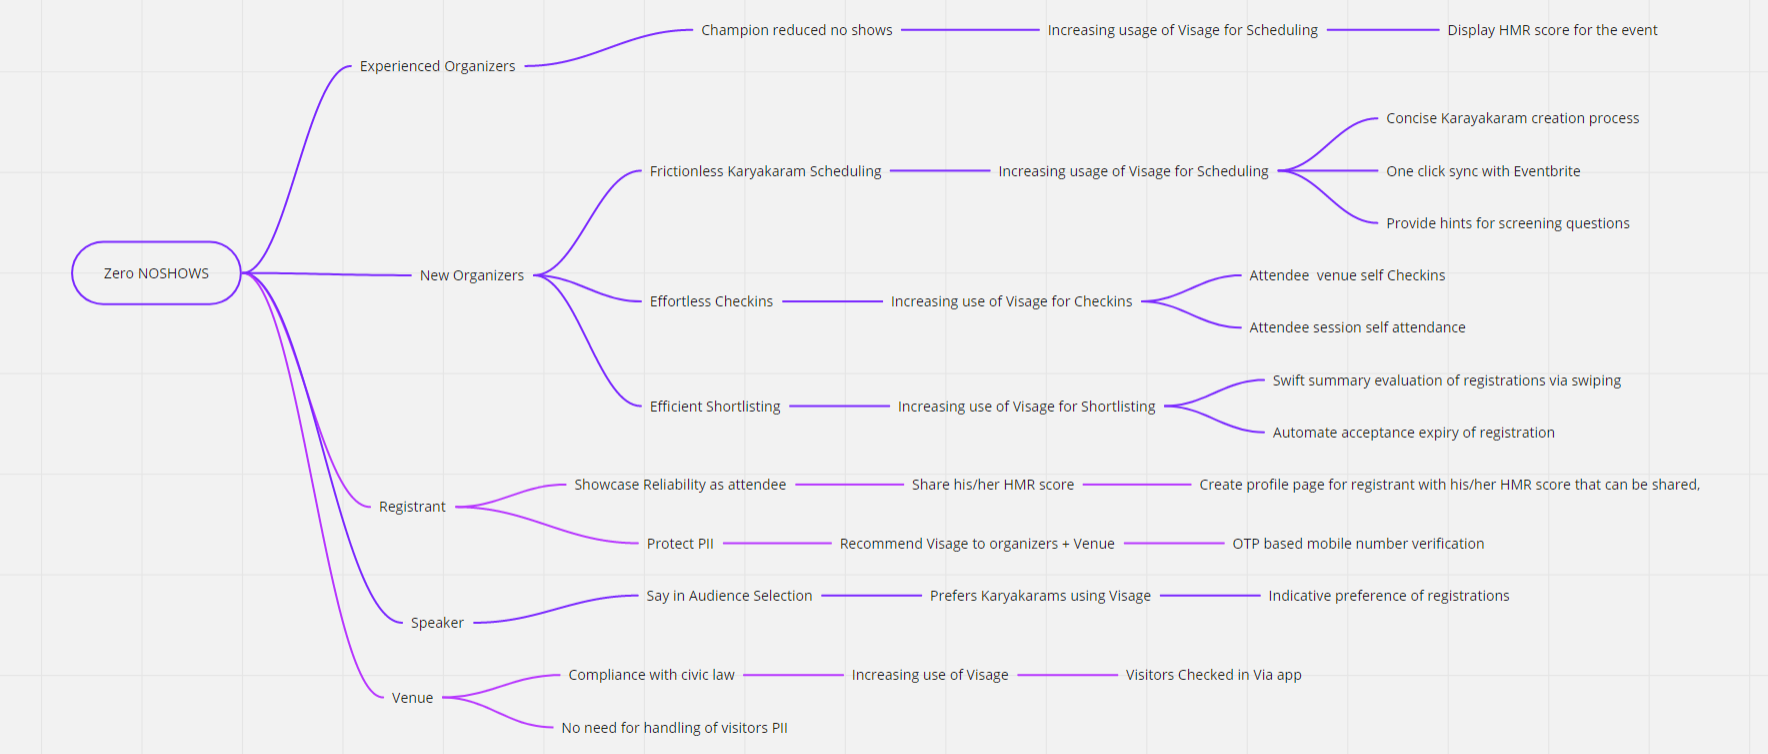 Champion reduced no shows
Increasing usage of Visage for Scheduling
Display HMR score for the event
Experienced Organizers
Concise Karayakaram creation process
Frictionless Karyakaram Scheduling
Increasing usage of Visage for Scheduling
One click sync with Eventbrite
Provide hints for screening questions
Zero NOSHOWS
New Organizers
Attendee  venue self Checkins
Effortless Checkins
Increasing use of Visage for Checkins
Attendee session self attendance
Swift summary evaluation of registrations via swiping
Efficient Shortlisting
Increasing use of Visage for Shortlisting
Automate acceptance expiry of registration
Showcase Reliability as attendee
Share his/her HMR score
Create profile page for registrant with his/her HMR score that can be shared,
Registrant
Protect PII
Recommend Visage to organizers + Venue
OTP based mobile number verification
Say in Audience Selection
Prefers Karyakarams using Visage
Indicative preference of registrations
Speaker
Compliance with civic law
Increasing use of Visage
Visitors Checked in Via app
Venue
No need for handling of visitors PII